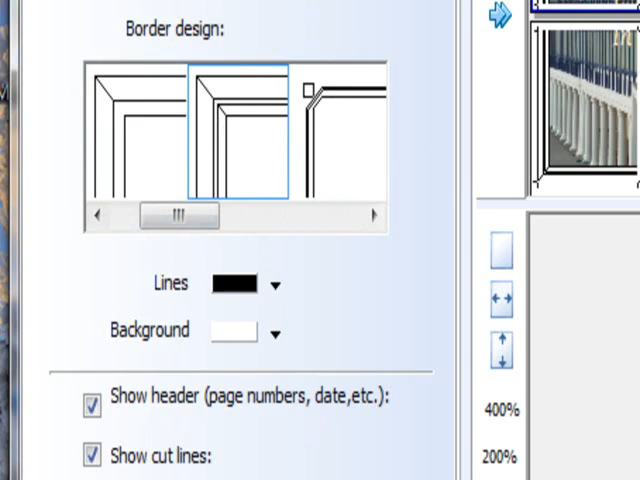 Border design:
Lines
Background
Show header (page numbers, date,etc.):
Show cut lines:
400%
200%